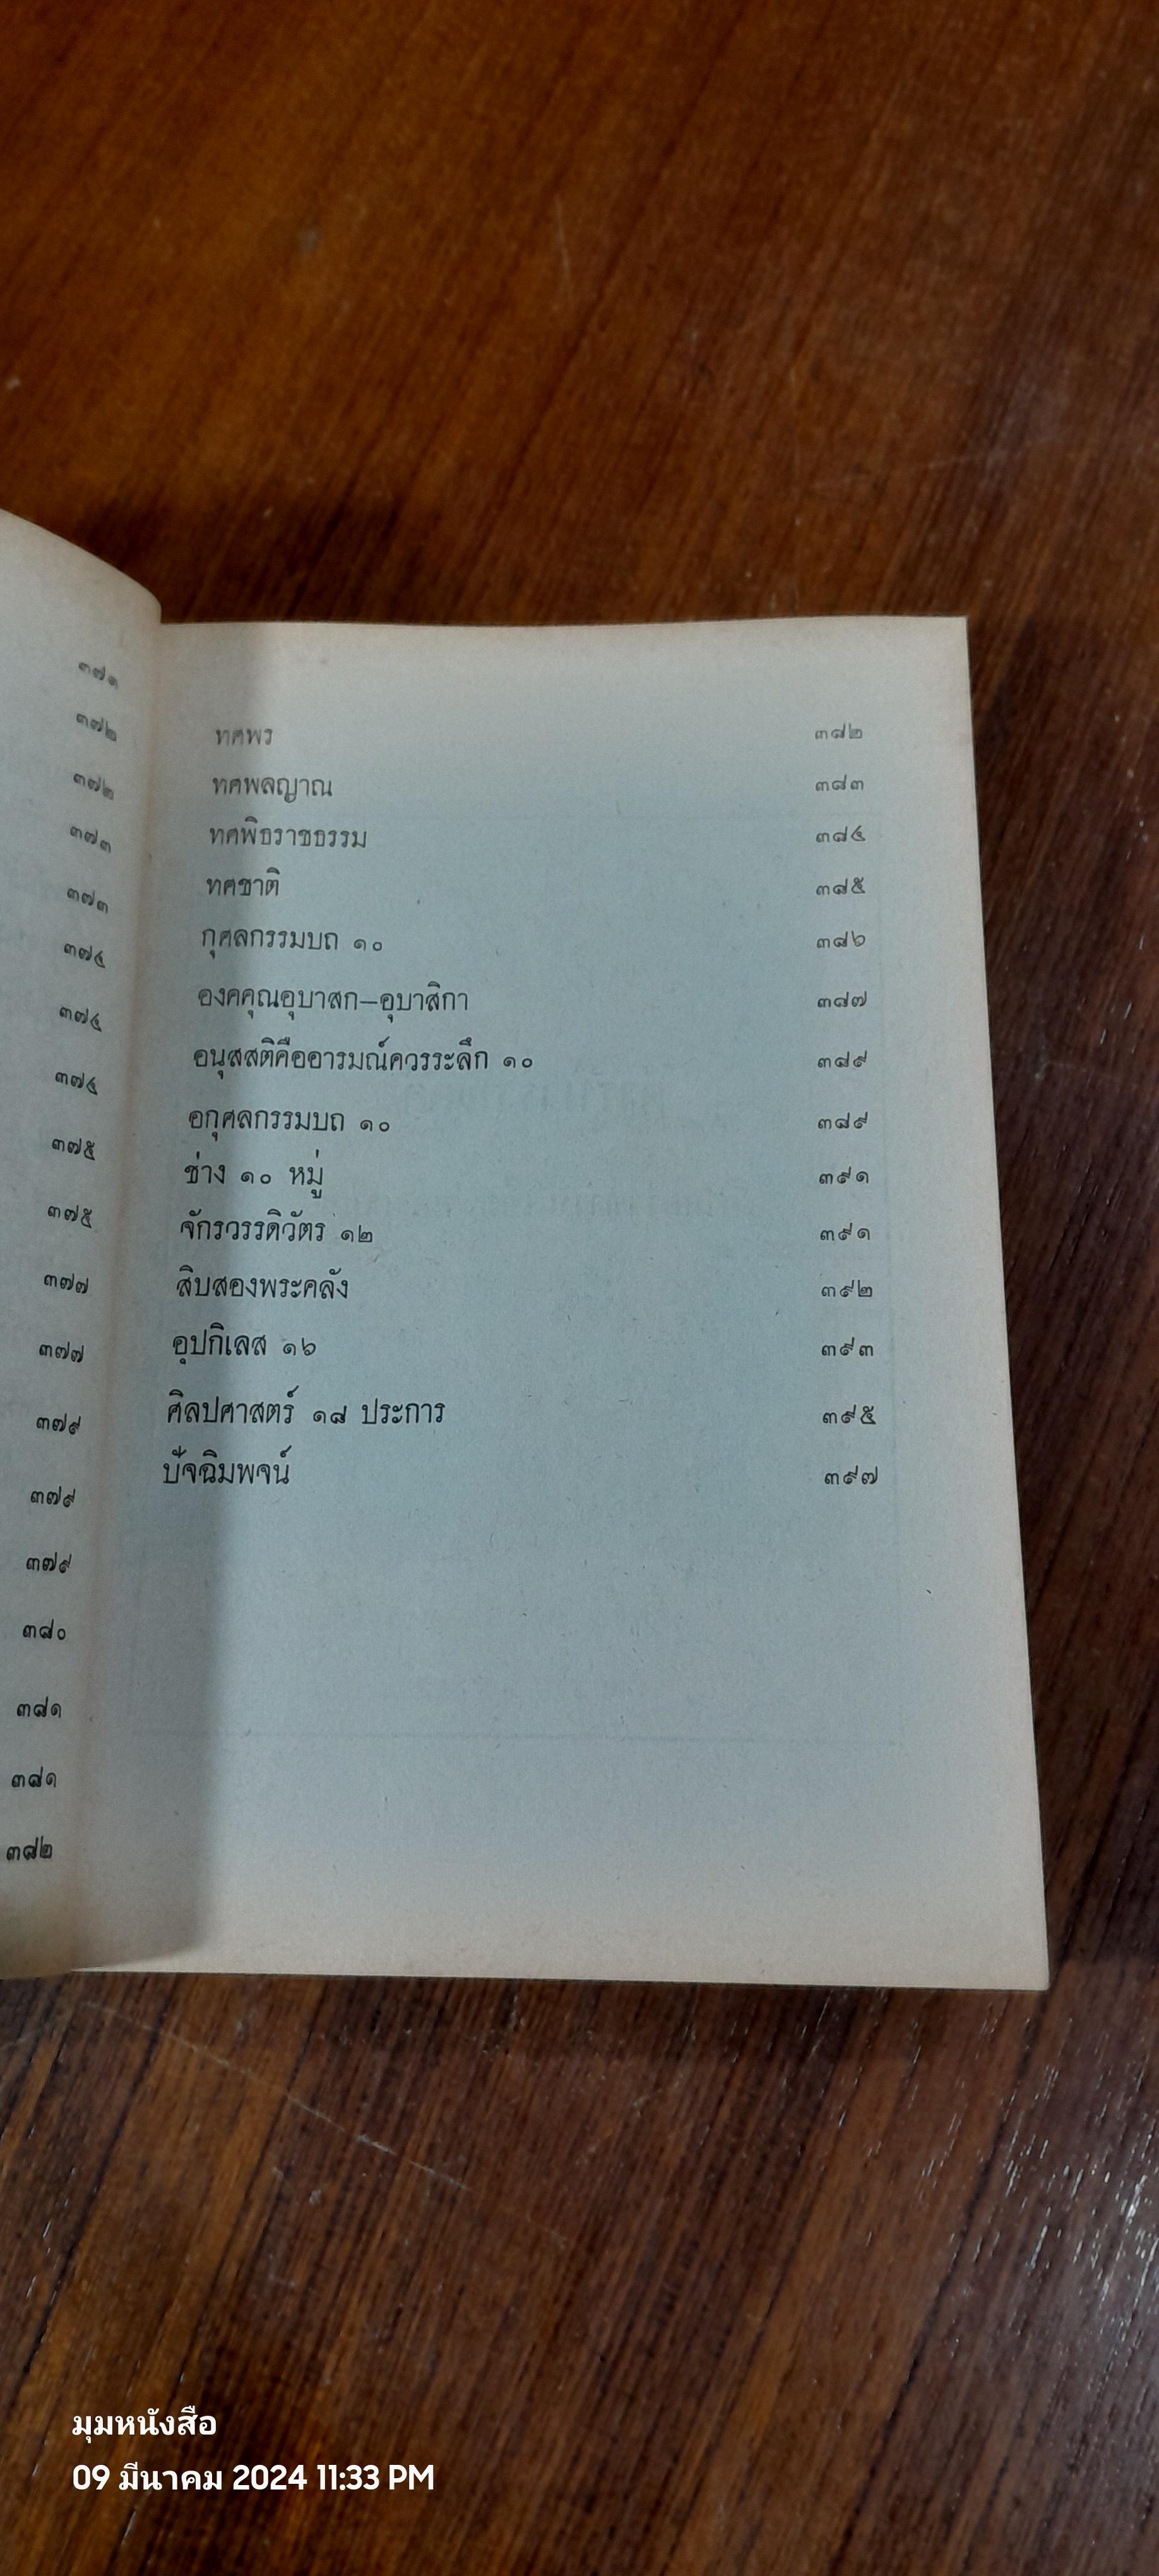 ๓๗๑
๓๗๒
๓๗๒
๓๗๓
๓๗๓
๓๗๔
๓๗๔
๓๗๔
๓๗๕
๓๗๕
๓๗๗
๓๗๗
๓๗๙
๓๗๙
๓๗๙
๓๘๐
๓๘๑
๓๘๑
๓๘๒
ทศพร ๓๘๒
ทศพลญาณ ๓๘๓
ทศพิธราชธรรม ๓๘๔
ทศชาติ ๓๘๕
กุศลกรรมบถ ๑๐ ๓๘๖
องคคุณอุบาสก—อุบาสิกา ๓๘๗
อนุสสติคืออารมณ์ควรระลึก ๑๐ ๓๘๙
อกุศลกรรมบถ ๑๐ ๓๘๙
ช่าง ๑๐ หมู่ ๓๙๑
จักรวรรดิวัตร ๑๒ ๓๙๑
สิบสองพระคลัง ๓๙๒
อุปกิเลส ๑๖ ๓๙๓
ศิลปศาสตร์ ๑๘ ประการ ๓๙๕
ปัจฉิมพจน์ ๓๙๗
มุมหนังสือ
09 มีนาคม 2024 11:33 PM